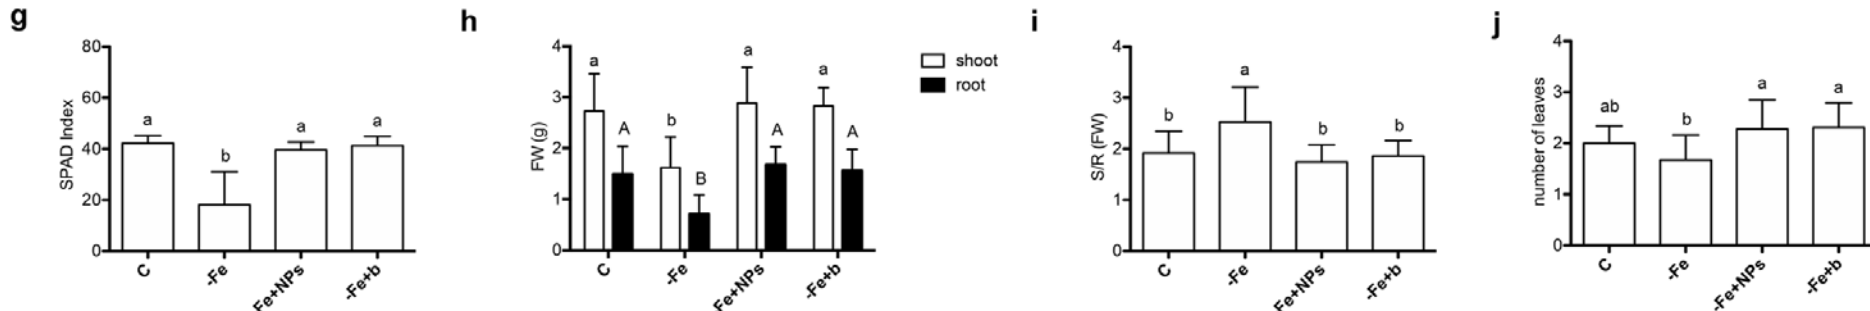 g
80
60
40
20
0
SPAD Index
a
b
a
a
C
-Fe
Fe+NPs
-Fe+b
h
4
3
2
1
0
FW (g)
a
A
b
B
a
A
a
A
C
-Fe
Fe+NPs
-Fe+b
shoot
root
i
4
3
2
1
0
S/R (FW)
b
a
b
b
C
-Fe
Fe+NPs
-Fe+b
j
4
3
2
1
0
number of leaves
ab
b
a
a
C
-Fe
-Fe+NPs
-Fe+b